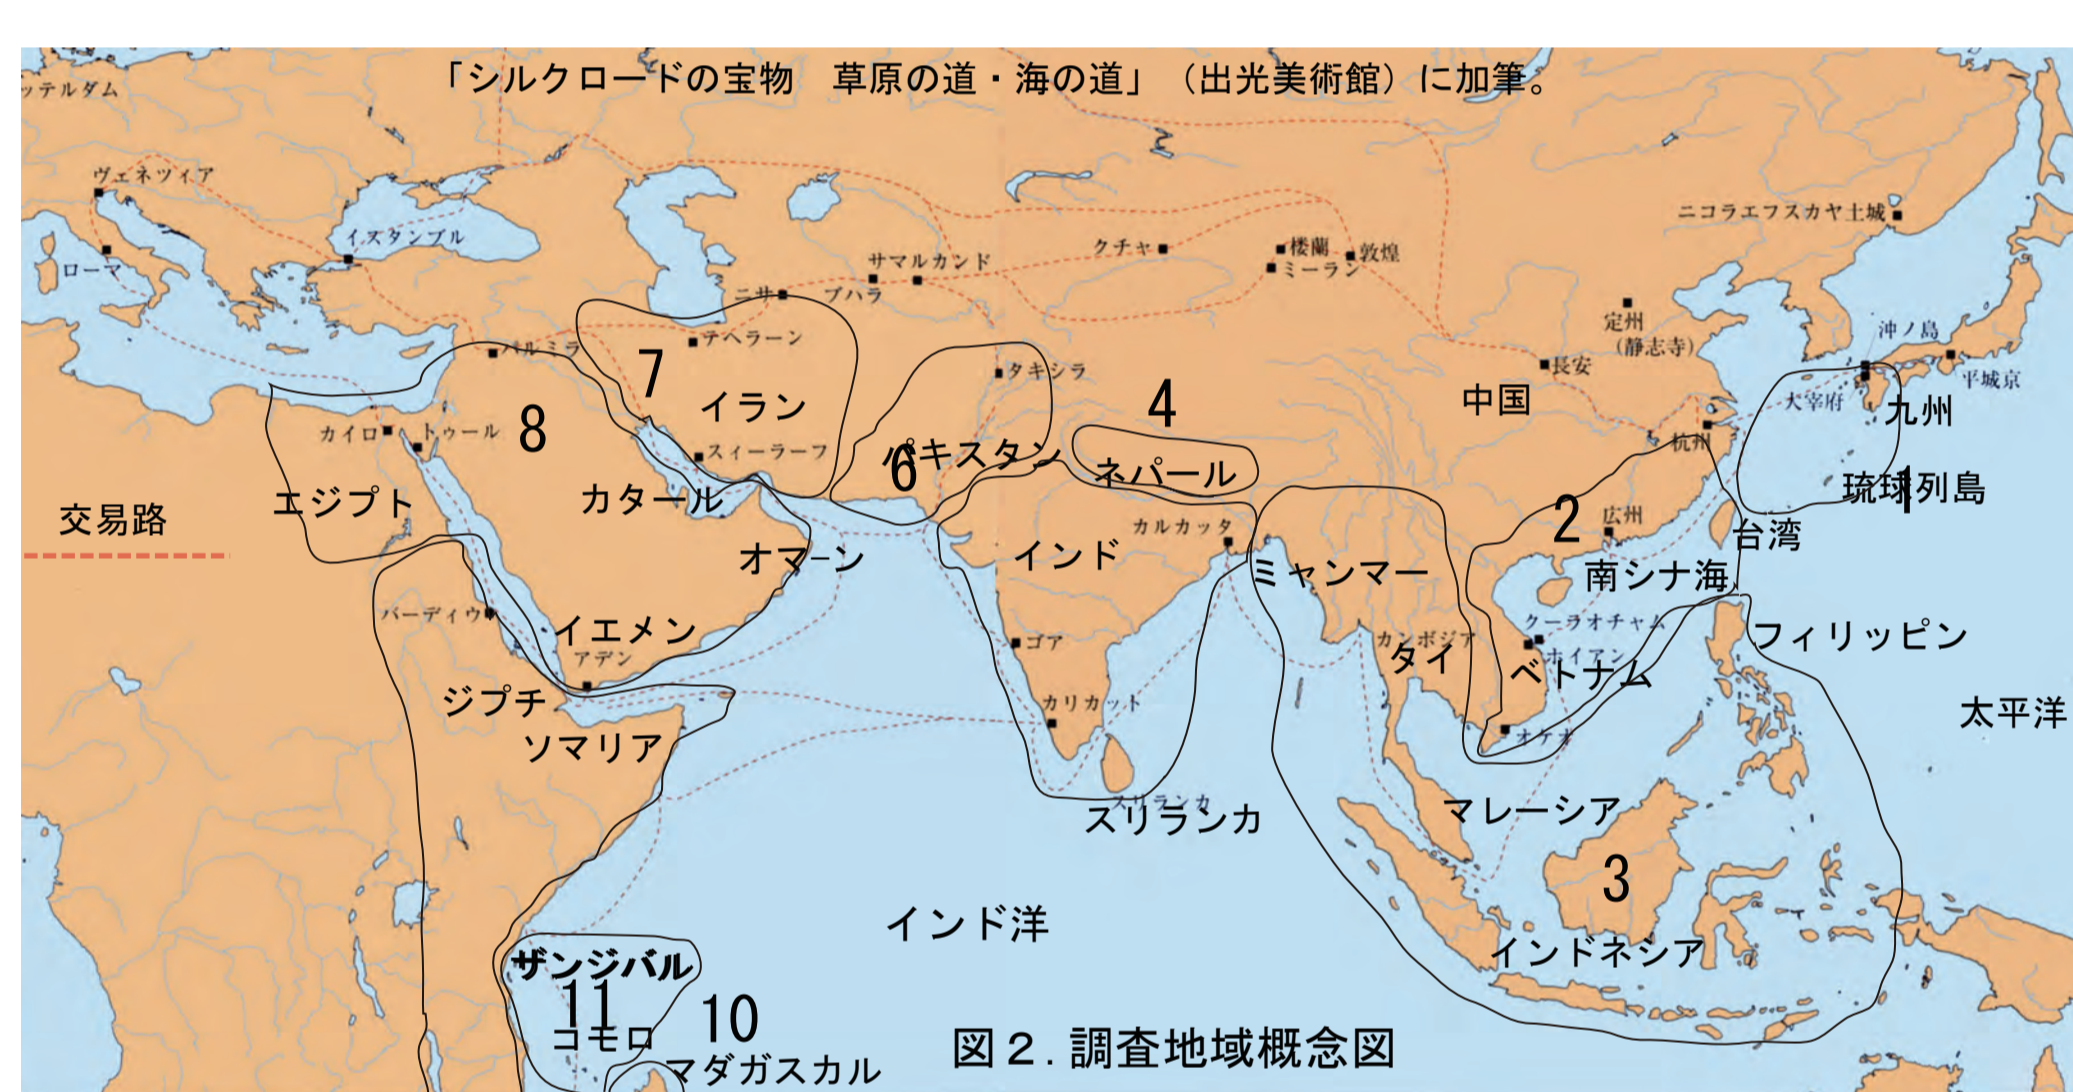 「シルクロードの宝物　草原の道・海の道」（出光美術館）に加筆。
ッテルダム
ヴェネツィア
ローマ
イスタンブル
ニコラエフスカヤ土城
クチャ
楼蘭
敦煌
ミーラン
サマルカンド
ニサ
ブハラ
定州
(静志寺)
沖ノ島
平城京
大宰府
長安
中国
九州
杭州
1
琉球列島
パルミラ
テヘラーン
7
イラン
タキシラ
4
8
カイロ
トゥール
スィーラーフ
パキスタン
6
ネパール
エジプト
カタール
2
広州
台湾
交易路
オマーン
カルカッタ
インド
ミャンマー
南シナ海
バーディウ
イエメン
アデン
ゴア
カンボジア
タイ
クーラオチャム
ホイアン
ベトナム
フィリッピン
ジプチ
ソマリア
カリカット
オケオ
太平洋
スリランカ
スリランカ
マレーシア
3
インド洋
インドネシア
ザンジバル
11
コモロ
10
マダガスカル
図２.調査地域概念図